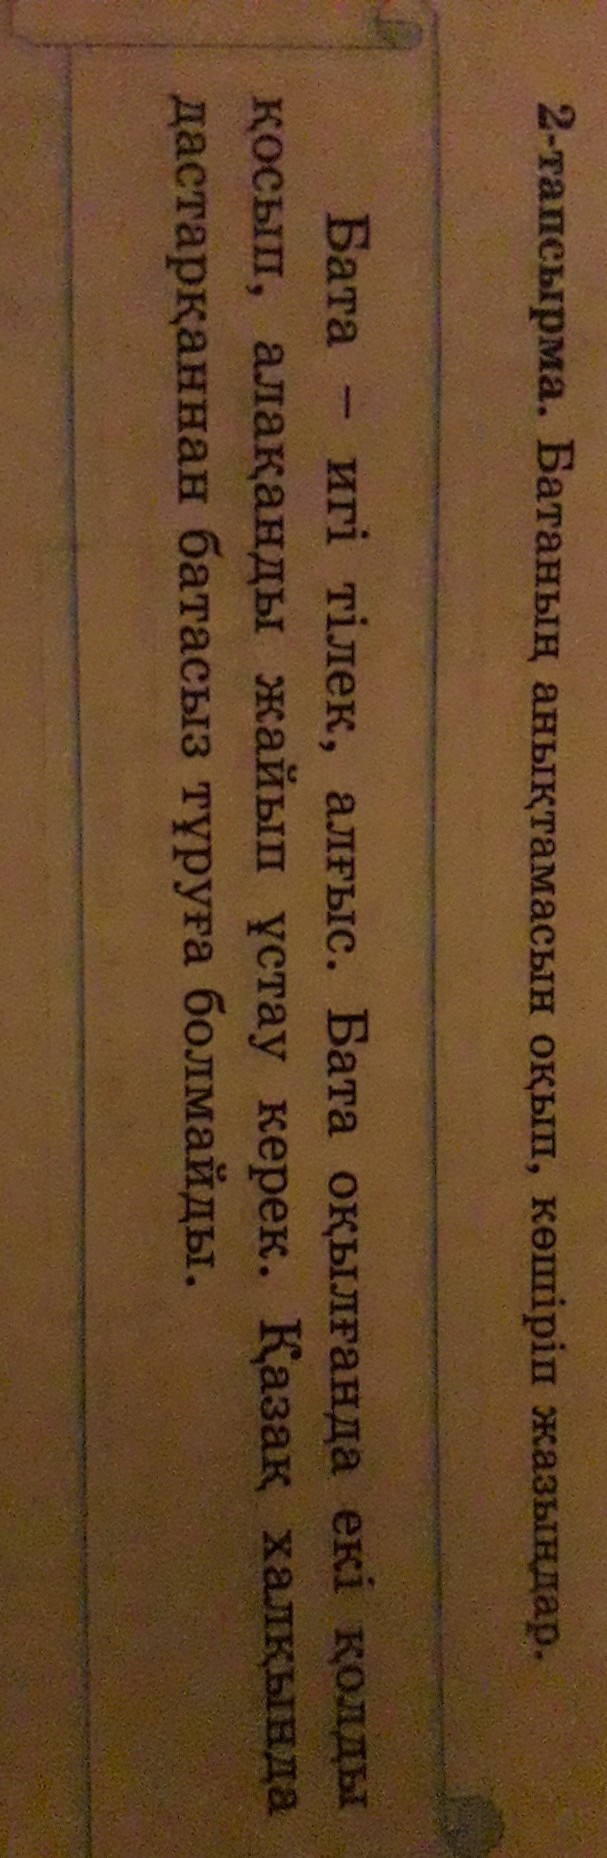 2-тапсырма. Батаның анықтамасын оқып, көшіріп жазыңдар.
Бата – игі тілек, алғыс. Бата оқылғанда екі қолды
қосып, алақанды жайып ұстау керек. Қазақ халқында
дастарқаннан батасыз тұруға болмайды.